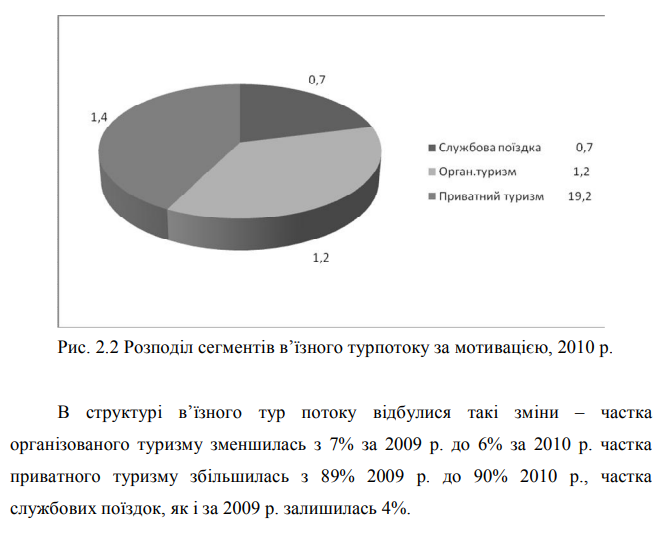 0,7
1,4
Службова поїздка 0,7
Орган.туризм 1,2
Приватний туризм 19,2
1,2
Рис. 2.2 Розподіл сегментів в’їзного турпотоку за мотивацією, 2010 р.
В структурі в’їзного тур потоку відбулися такі зміни – частка
організованого туризму зменшилась з 7% за 2009 р. до 6% за 2010 р. частка
приватного туризму збільшилась з 89% 2009 р. до 90% 2010 р., частка
службових поїздок, як і за 2009 р. залишилась 4%.